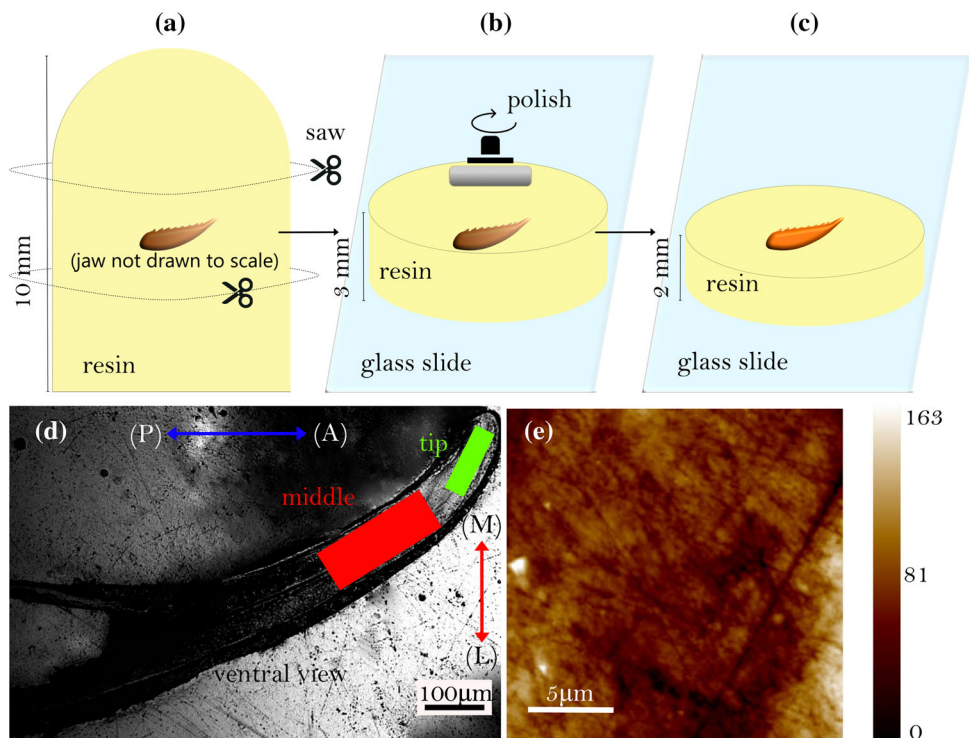 (a)
(b)
(c)
saw
10 mm
(jaw not drawn to scale)
resin
polish
3 mm
resin
glass slide
2 mm
resin
glass slide
(d)
(P)
(A)
tip
middle
(M)
(L)
ventral view
100μm
(e)
5μm
163
81
0